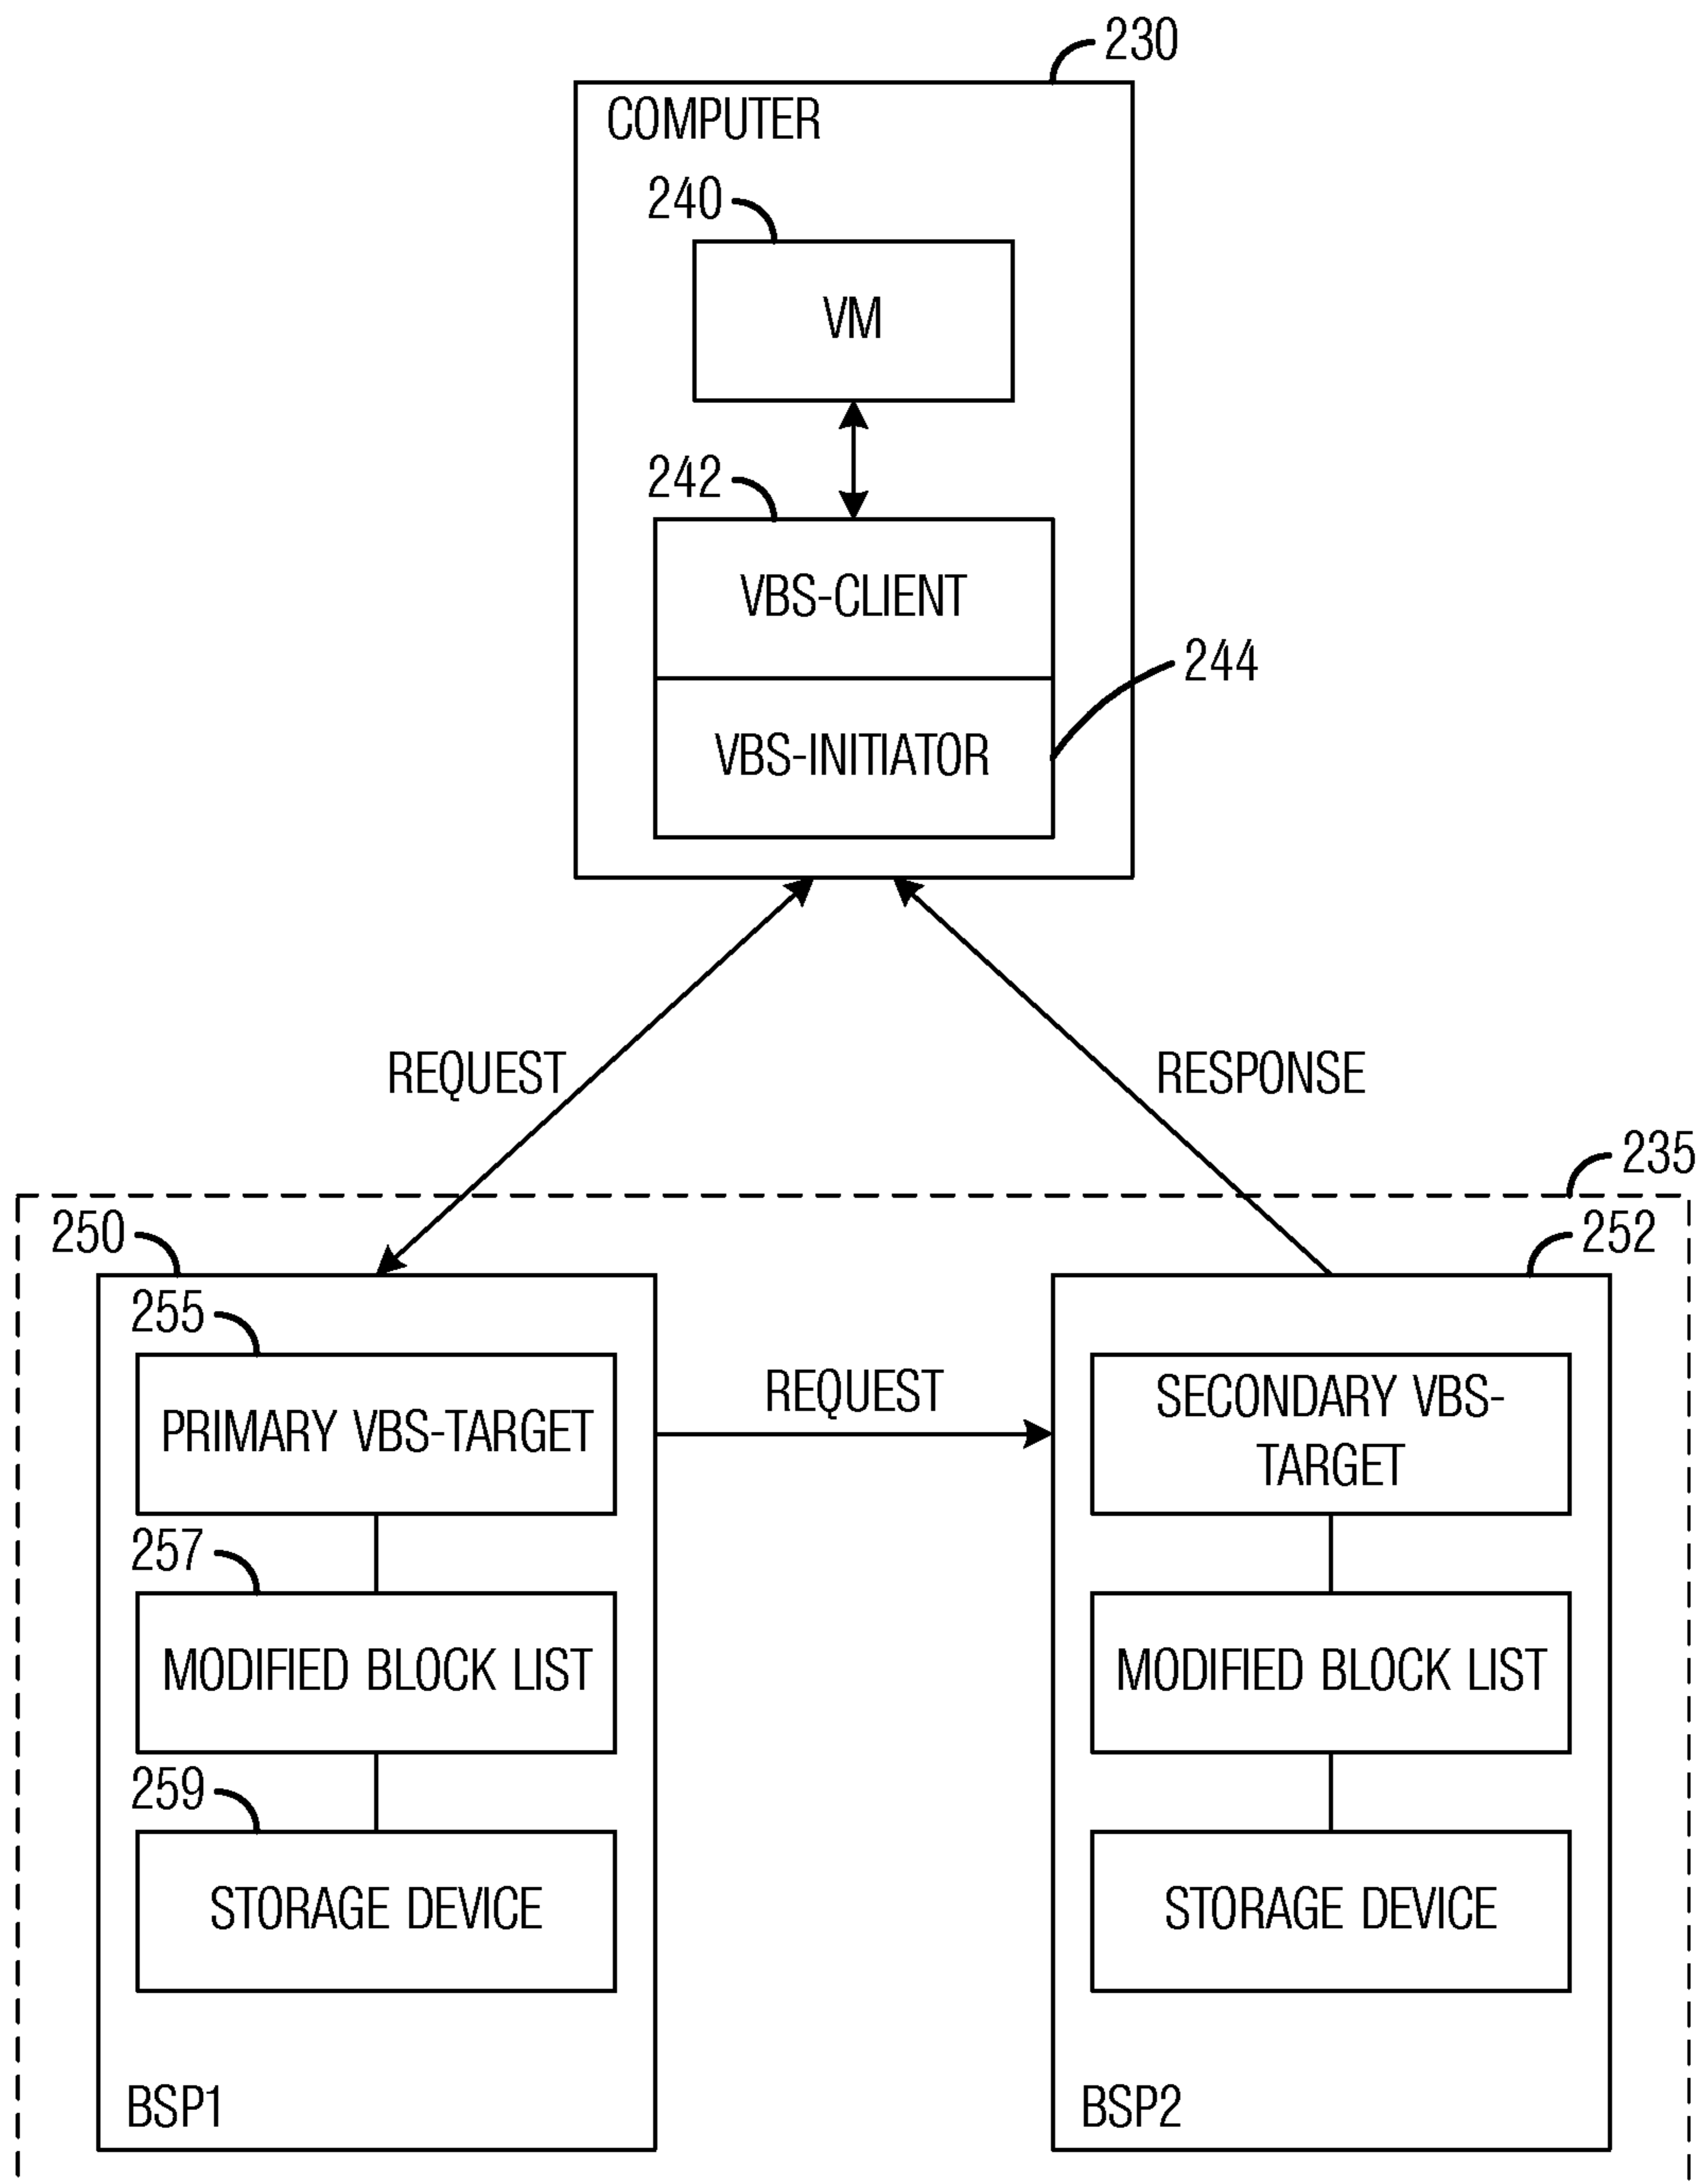 230
COMPUTER
240
VM
242
VBS-CLIENT
244
VBS-INITIATOR
REQUEST
RESPONSE
235
250
252
255
PRIMARY VBS-TARGET
REQUEST
SECONDARY VBS-
TARGET
257
MODIFIED BLOCK LIST
MODIFIED BLOCK LIST
259
STORAGE DEVICE
STORAGE DEVICE
BSP1
BSP2